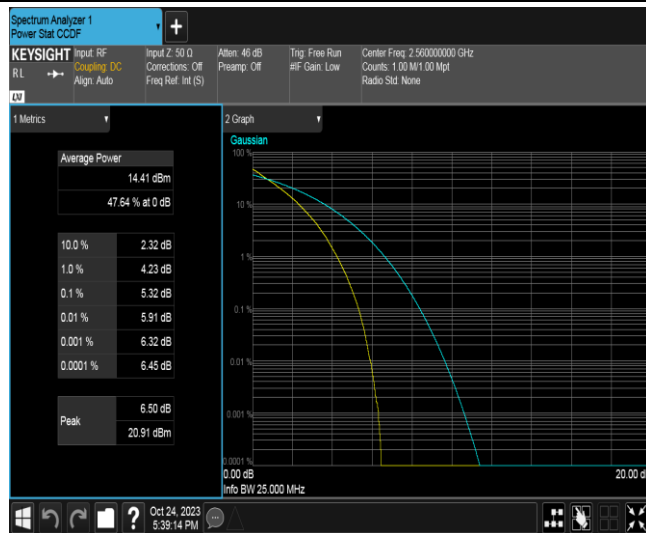 Spectrum Analyzer 1
Power Stat CCDF
+
KEYSIGHT
RL
Input: RF
Coupling: DC
Align: Auto
Input Z: 50 Ω
Corrections: Off
Freq Ref: Int (S)
Atten: 46 dB
Preamp: Off
Trig: Free Run
#IF Gain: Low
Center Freq: 2.560000000 GHz
Counts: 1.00 M/1.00 Mpt
Radio Std: None
1 Metrics
Average Power
14.41 dBm
47.64 % at 0 dB
10.0 % 2.32 dB
1.0 % 4.23 dB
0.1 % 5.32 dB
0.01 % 5.91 dB
0.001 % 6.32 dB
0.0001 % 6.45 dB
Peak
6.50 dB
20.91 dBm
2 Graph
Gaussian
100 %
10 %
1 %
0.1 %
0.01 %
0.001 %
0.0001 %
0.00 dB
20.00 d
Info BW 25.000 MHz
?
Oct 24, 2023
5:39:14 PM